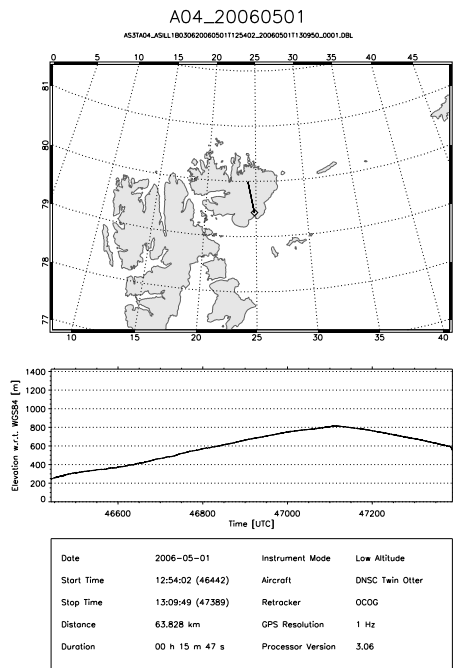 A04_20060501
AS3TA04_ASILL1B030620060501T125402_20060501T130950_0001.DBL
0 5 10 15 20 25 30 35 40 45
81
80
79
78
77
10 15 20 25 30 35 40
Elevation w.r.t. WGS84 [m]
1400
1200
1000
800
600
400
200
0
46600 46800 47000 47200
Time [UTC]
Date 2006-05-01 Instrument Mode Low Altitude
Start Time 12:54:02 (46442) Aircraft DNSC Twin Otter
Stop Time 13:09:49 (47389) Retracker OCOG
Distance 63.828 km GPS Resolution 1 Hz
Duration 00 h 15 m 47 s Processor Version 3.06